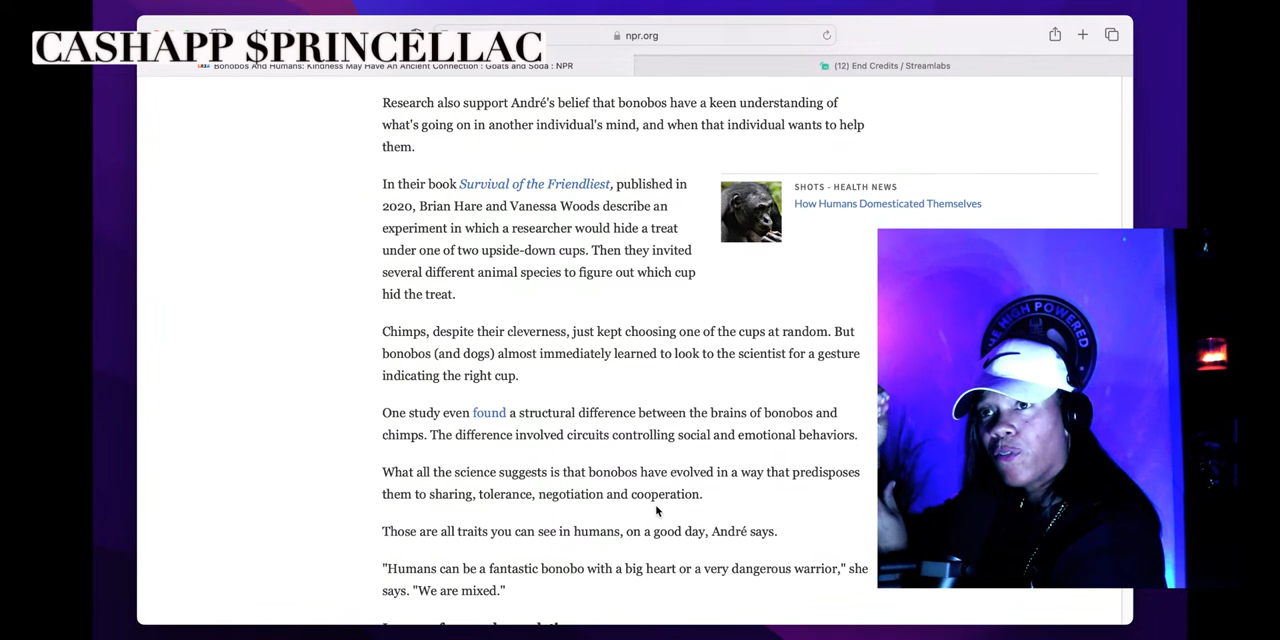 CASHAPP $PRINCELLAC
npr.org
Bonobos And Humans: Kindness May Have An Ancient Connection : Goats and Soda : NPR
(12) End Credits / Streamlabs
Research also support André's belief that bonobos have a keen understanding of
what's going on in another individual's mind, and when that individual wants to help
them.
In their book Survival of the Friendliest, published in
2020, Brian Hare and Vanessa Woods describe an
experiment in which a researcher would hide a treat
under one of two upside-down cups. Then they invited
several different animal species to figure out which cup
hid the treat.
SHOTS - HEALTH NEWS
How Humans Domesticated Themselves
Chimps, despite their cleverness, just kept choosing one of the cups at random. But
bonobos (and dogs) almost immediately learned to look to the scientist for a gesture
indicating the right cup.
One study even found a structural difference between the brains of bonobos and
chimps. The difference involved circuits controlling social and emotional behaviors.
What all the science suggests is that bonobos have evolved in a way that predisposes
them to sharing, tolerance, negotiation and cooperation.
Those are all traits you can see in humans, on a good day, André says.
"Humans can be a fantastic bonobo with a big heart or a very dangerous warrior," she
says. "We are mixed."
HIGH POWERED